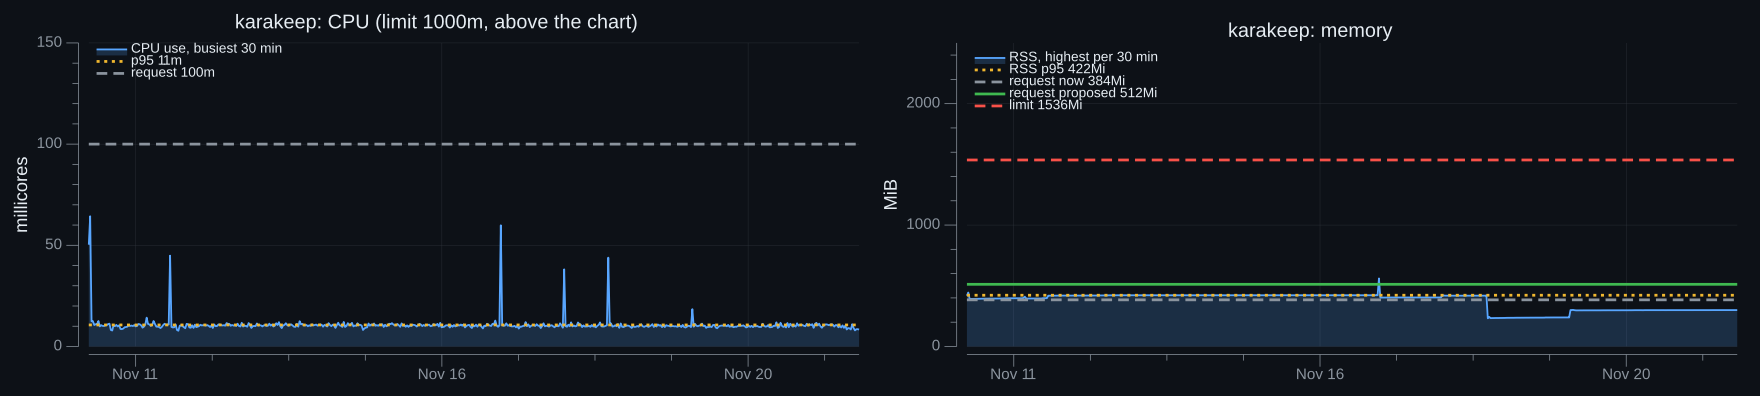 karakeep: CPU (limit 1000m, above the chart)
150
100
50
0
millicores
CPU use, busiest 30 min
p95 11m
request 100m
Nov 11
Nov 16
Nov 20
karakeep: memory
2000
1000
0
MiB
RSS, highest per 30 min
RSS p95 422Mi
request now 384Mi
request proposed 512Mi
limit 1536Mi
Nov 11
Nov 16
Nov 20